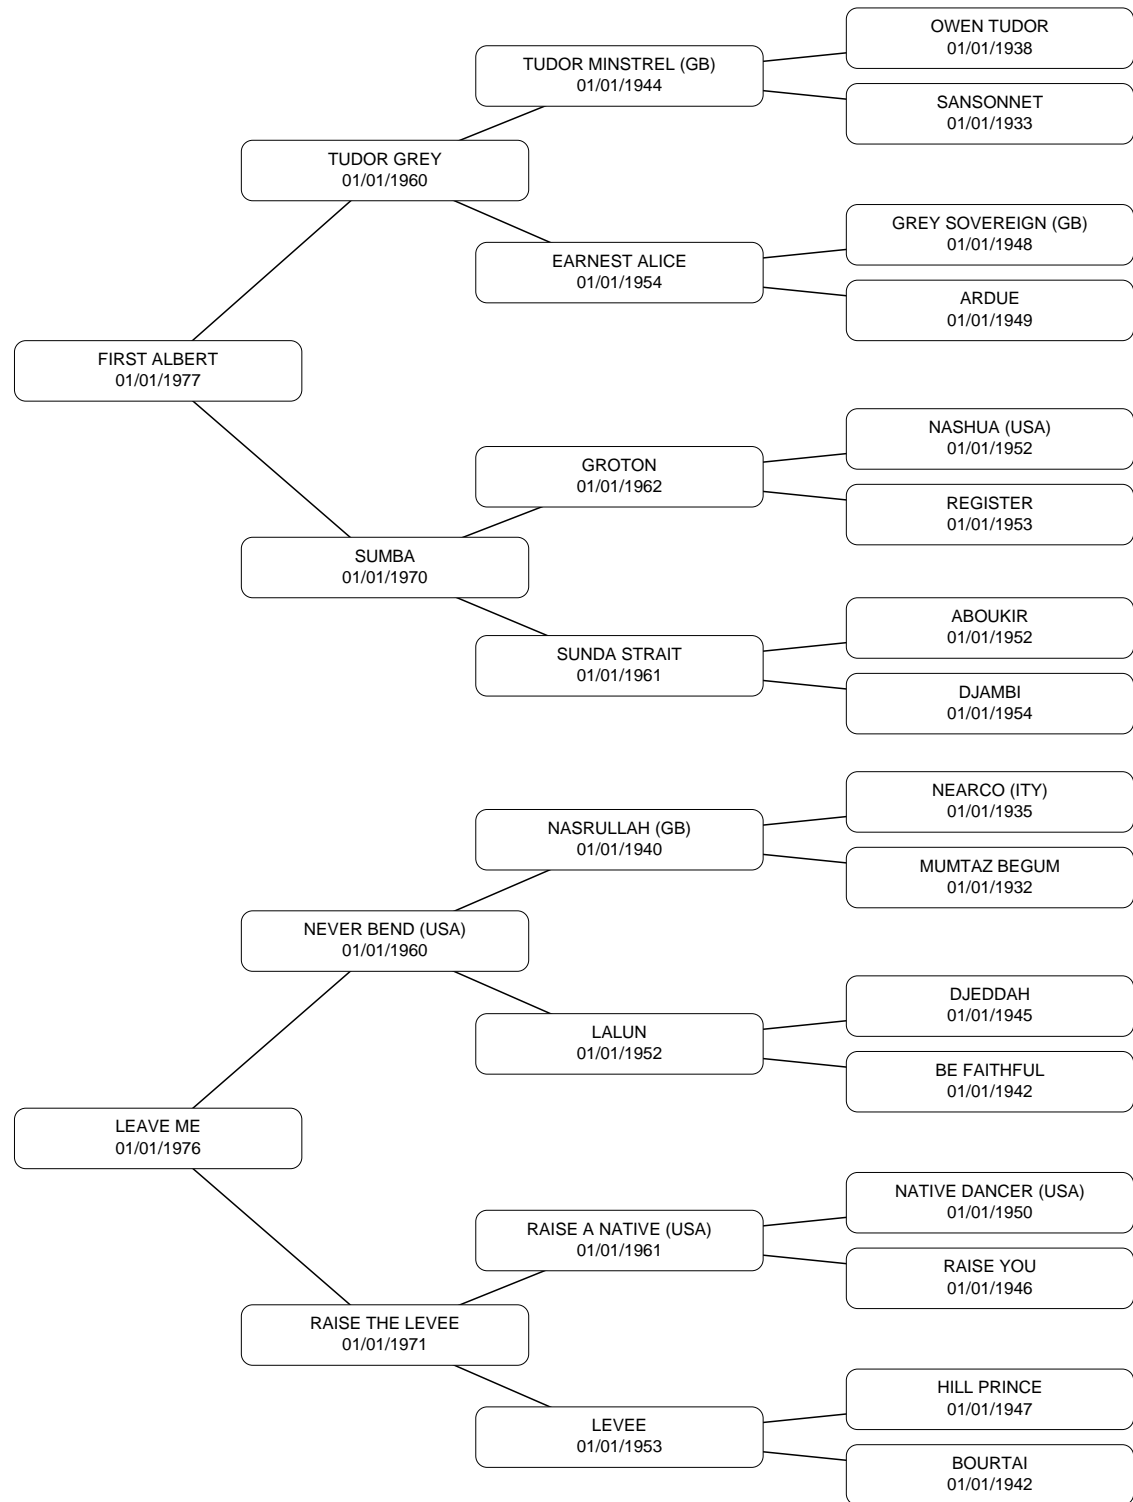 OWEN TUDOR
01/01/1938
TUDOR MINSTREL (GB)
01/01/1944
SANSONNET
01/01/1933
TUDOR GREY
01/01/1960
GREY SOVEREIGN (GB)
01/01/1948
EARNEST ALICE
01/01/1954
ARDUE
01/01/1949
FIRST ALBERT
01/01/1977
NASHUA (USA)
01/01/1952
GROTON
01/01/1962
REGISTER
01/01/1953
SUMBA
01/01/1970
ABOUKIR
01/01/1952
SUNDA STRAIT
01/01/1961
DJAMBI
01/01/1954
NEARCO (ITY)
01/01/1935
NASRULLAH (GB)
01/01/1940
MUMTAZ BEGUM
01/01/1932
NEVER BEND (USA)
01/01/1960
DJEDDAH
01/01/1945
LALUN
01/01/1952
BE FAITHFUL
01/01/1942
LEAVE ME
01/01/1976
NATIVE DANCER (USA)
01/01/1950
RAISE A NATIVE (USA)
01/01/1961
RAISE YOU
01/01/1946
RAISE THE LEVEE
01/01/1971
HILL PRINCE
01/01/1947
LEVEE
01/01/1953
BOURTAI
01/01/1942